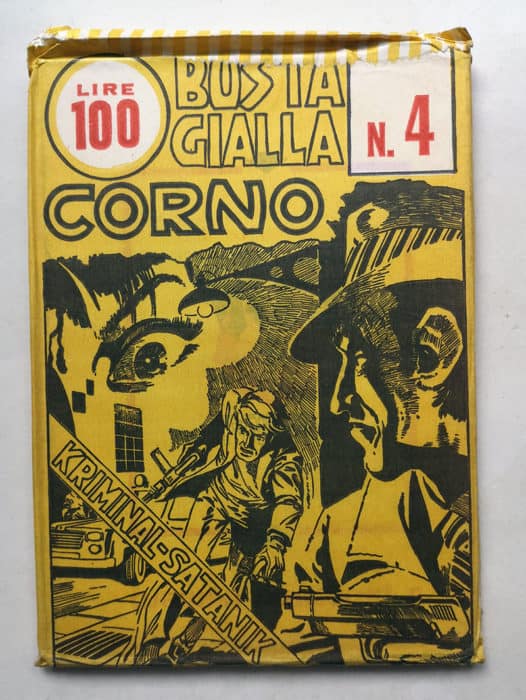 LIRE
100
BUSTA
GIALLA
N. 4
CORNO
KRIMINAL-SATANIK